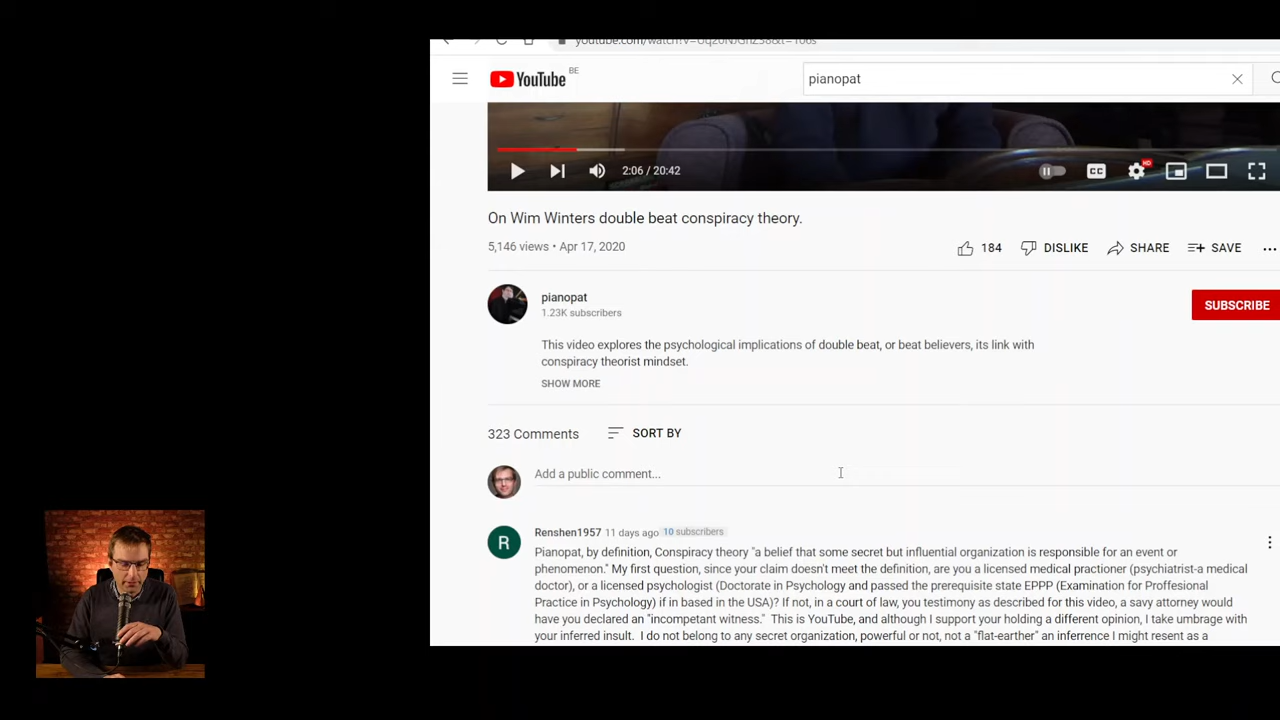 pianopat
YouTube BE
HD
CC
2:06 / 20:42
On Wim Winters double beat conspiracy theory.
5,146 views • Apr 17, 2020
184 DISLIKE SHARE SAVE
pianopat
1.23K subscribers
SUBSCRIBE
This video explores the psychological implications of double beat, or beat believers, its link with
conspiracy theorist mindset.
SHOW MORE
323 Comments SORT BY
Add a public comment...
R
Renshen1957 11 days ago 10 subscribers
Pianopat, by definition, Conspiracy theory "a belief that some secret but influential organization is responsible for an event or
phenomenon." My first question, since your claim doesn't meet the definition, are you a licensed medical practioner (psychiatrist-a medical
doctor), or a licensed psychologist (Doctorate in Psychology and passed the prerequisite state EPPP (Examination for Proffesional
Practice in Psychology) if in based in the USA)? If not, in a court of law, you testimony as described for this video, a savy attorney would
have you declared an "incompetant witness."  This is YouTube, and although I support your holding a different opinion, I take umbrage with
your inferred insult.  I do not belong to any secret organization, powerful or not, not a "flat-earther" an inferrence I might resent as a